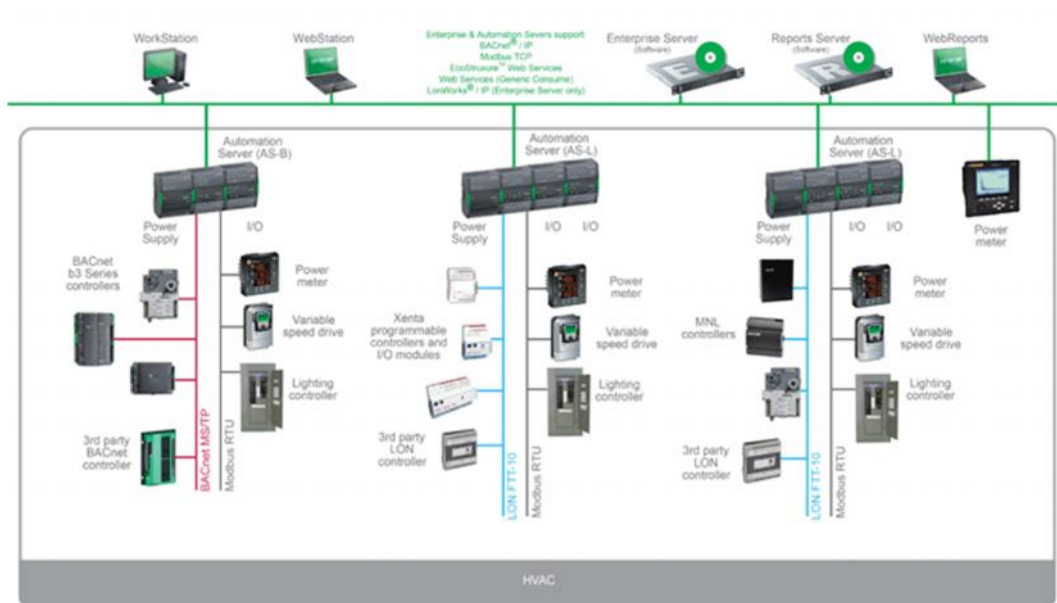 WorkStation
WebStation
Enterprise & Automation Servers support:
BACnet® / IP
Modbus TCP
EcoStruxure™ Web Services
Web Services (Generic Consume)
LonWorks® / IP (Enterprise Server only)
Enterprise Server
(Software)
Reports Server
(Software)
WebReports
E
R
Automation
Server (AS-B)
Automation
Server (AS-L)
Automation
Server (AS-L)
Power
Supply
I/O
Power
Supply
I/O
I/O
Power
Supply
I/O
I/O
Power
meter
BACnet
b3 Series
controllers
Power
meter
Variable
speed drive
Lighting
controller
3rd party
BACnet
controller
BACnet MS/TP
Modbus RTU
Xenta
programmable
controllers and
I/O modules
Power
meter
Variable
speed drive
Lighting
controller
3rd party
LON
controller
LON FTT-10
Modbus RTU
MNL
controllers
Power
meter
Variable
speed drive
Lighting
controller
3rd party
LON
controller
LON FTT-10
Modbus RTU
HVAC